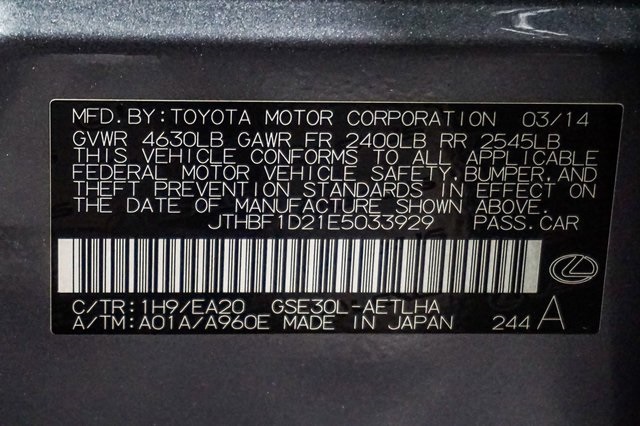 MFD.BY:TOYOTA MOTOR CORPORATION 03/14
GVWR 4630LB GAWR FR 2400LB RR 2545LB
THIS VEHICLE CONFORMS TO ALL APPLICABLE
FEDERAL MOTOR VEHICLE SAFETY,BUMPER,AND
THEFT PREVENTION STANDARDS IN EFFECT ON THE
DATE OF MANUFACTURE SHOWN ABOVE.
JTHBF1D21E5033929 PASS.CAR
C/TR:1H9/EA20 GSE30L-AETLHA
A/TM:A01A/A960E MADE IN JAPAN 244 A